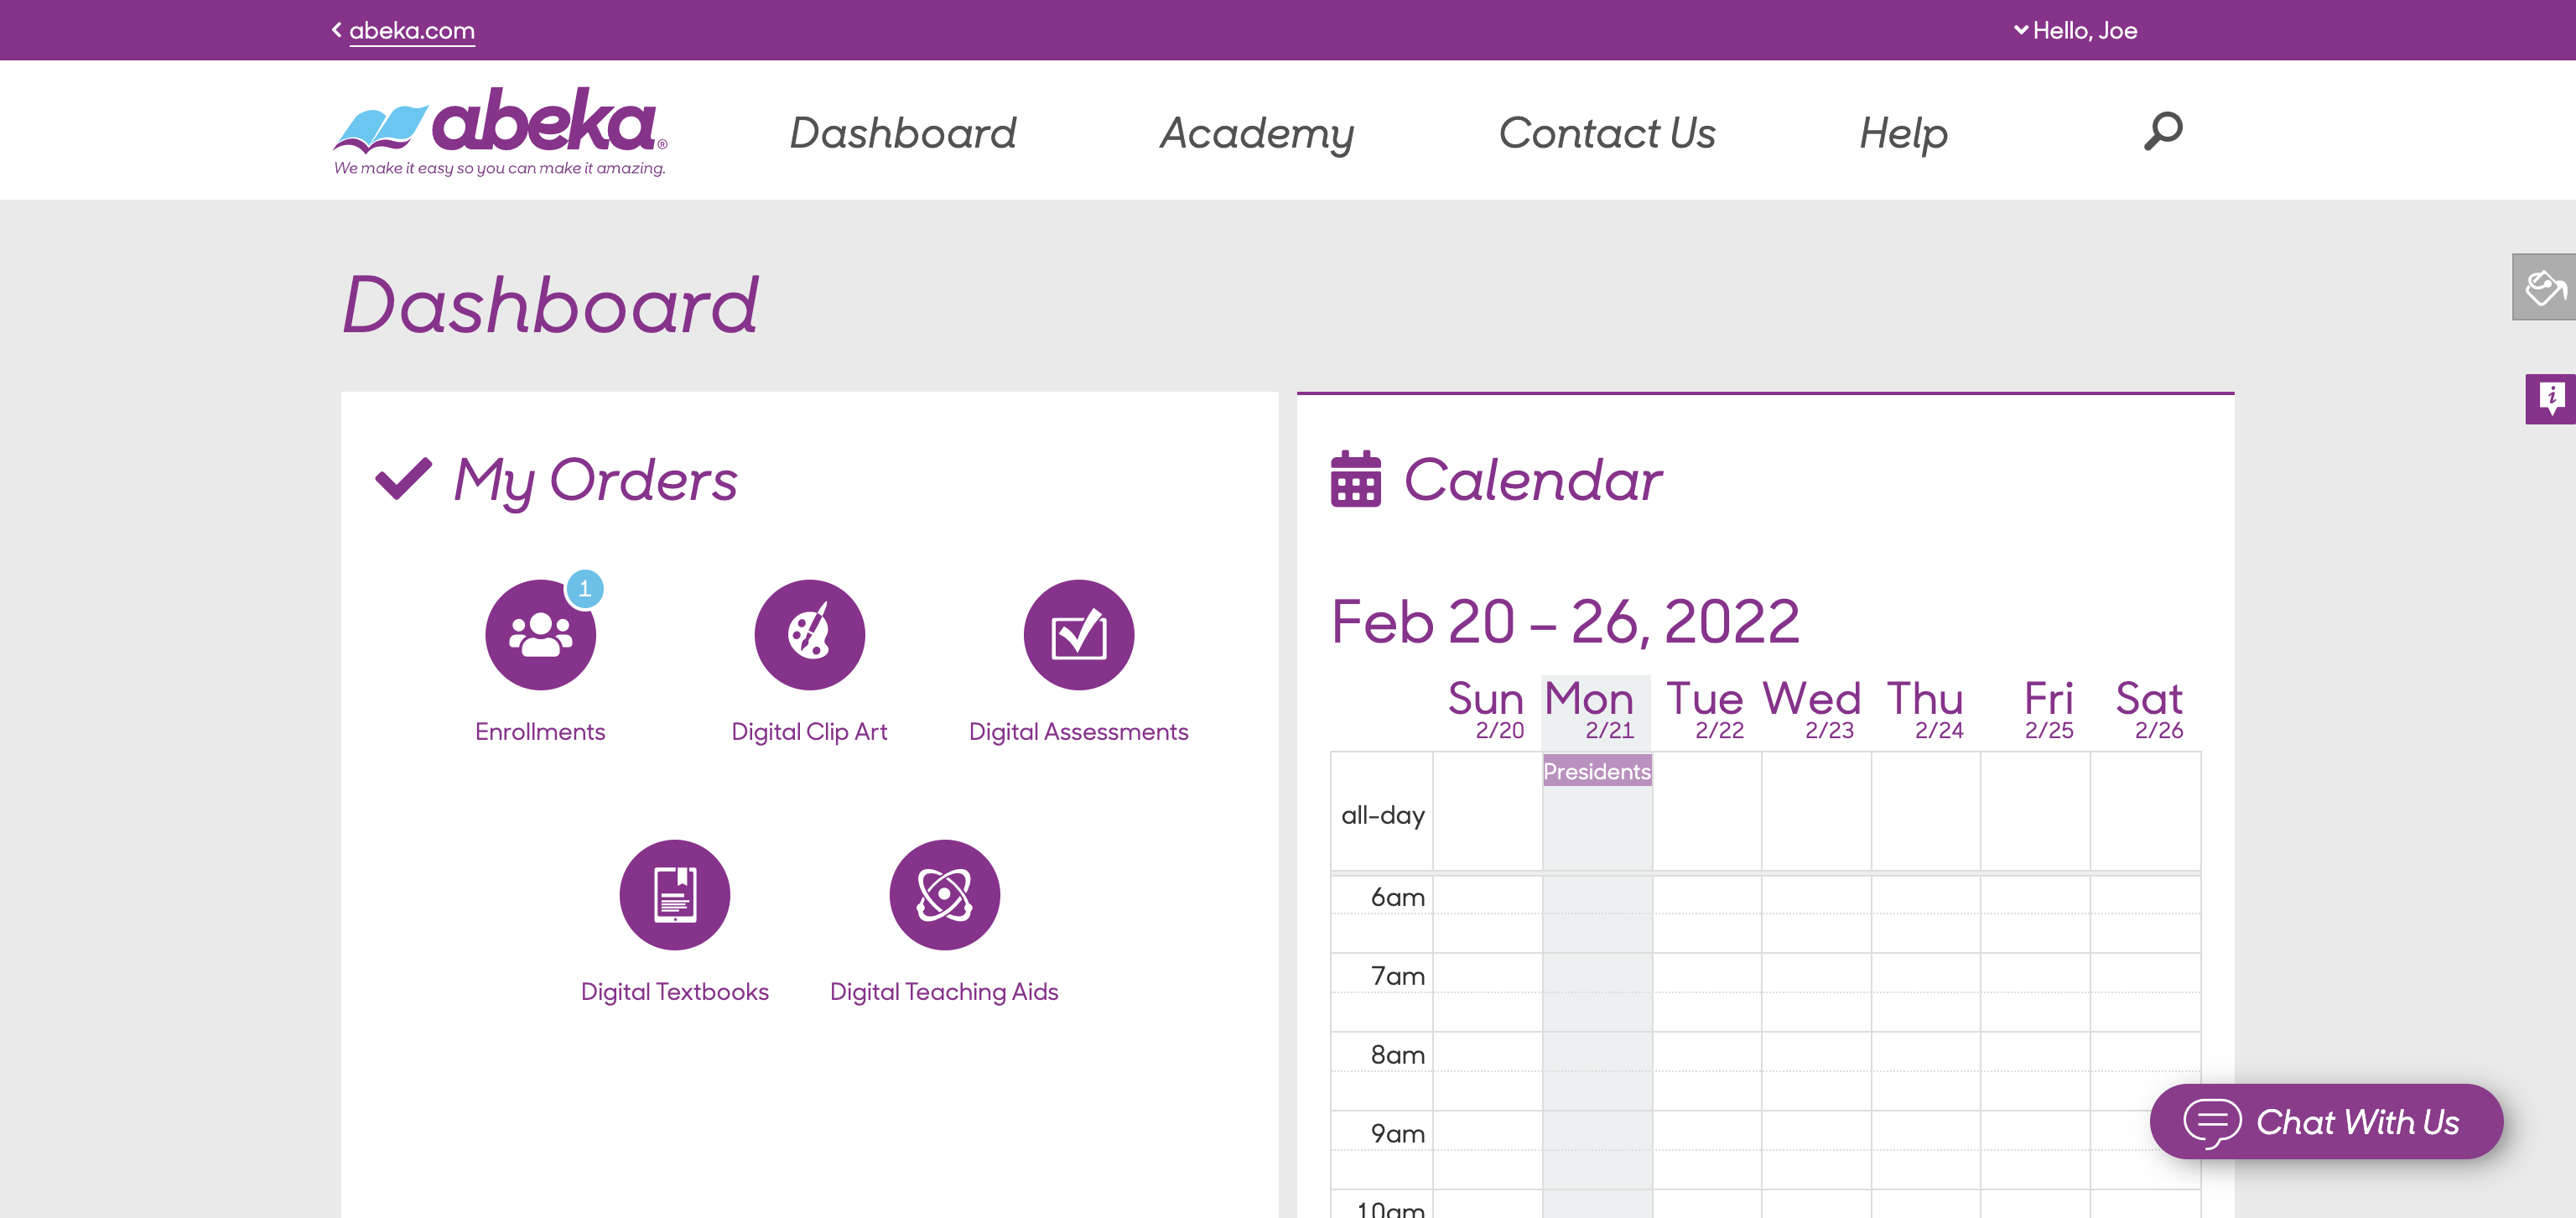 abeka.com
Hello, Joe
abeka®
We make it easy so you can make it amazing.
Dashboard
Academy
Contact Us
Help
Dashboard
My Orders
1
Enrollments
Digital Clip Art
Digital Assessments
Digital Textbooks
Digital Teaching Aids
Calendar
Feb 20 – 26, 2022
Sun Mon Tue Wed Thu Fri Sat
2/20 2/21 2/22 2/23 2/24 2/25 2/26
Presidents
all-day
6am
7am
8am
9am
10am
Chat With Us